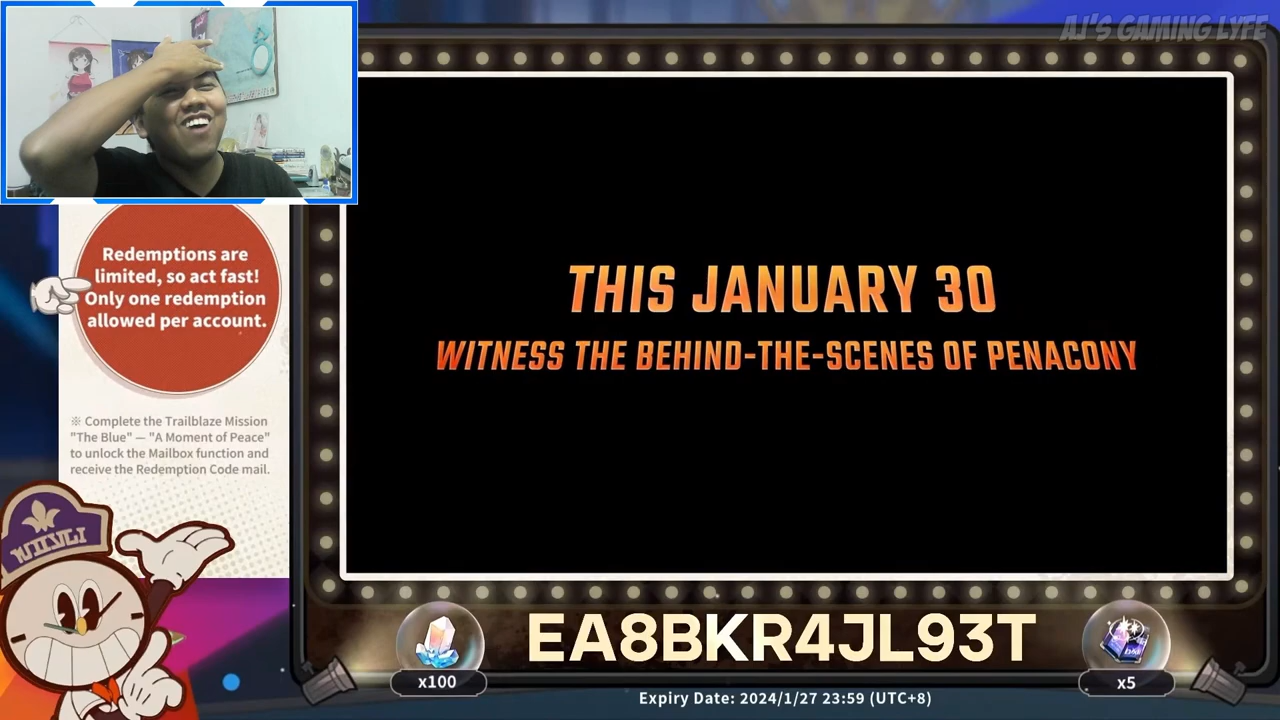 AJ'S GAMING LYFE
Redemptions are
limited, so act fast!
Only one redemption
allowed per account.
※ Complete the Trailblaze Mission
"The Blue" — "A Moment of Peace"
to unlock the Mailbox function and
receive the Redemption Code mail.
THIS JANUARY 30
WITNESS THE BEHIND-THE-SCENES OF PENACONY
EA8BKR4JL93T
x100
x5
Expiry Date: 2024/1/27 23:59 (UTC+8)